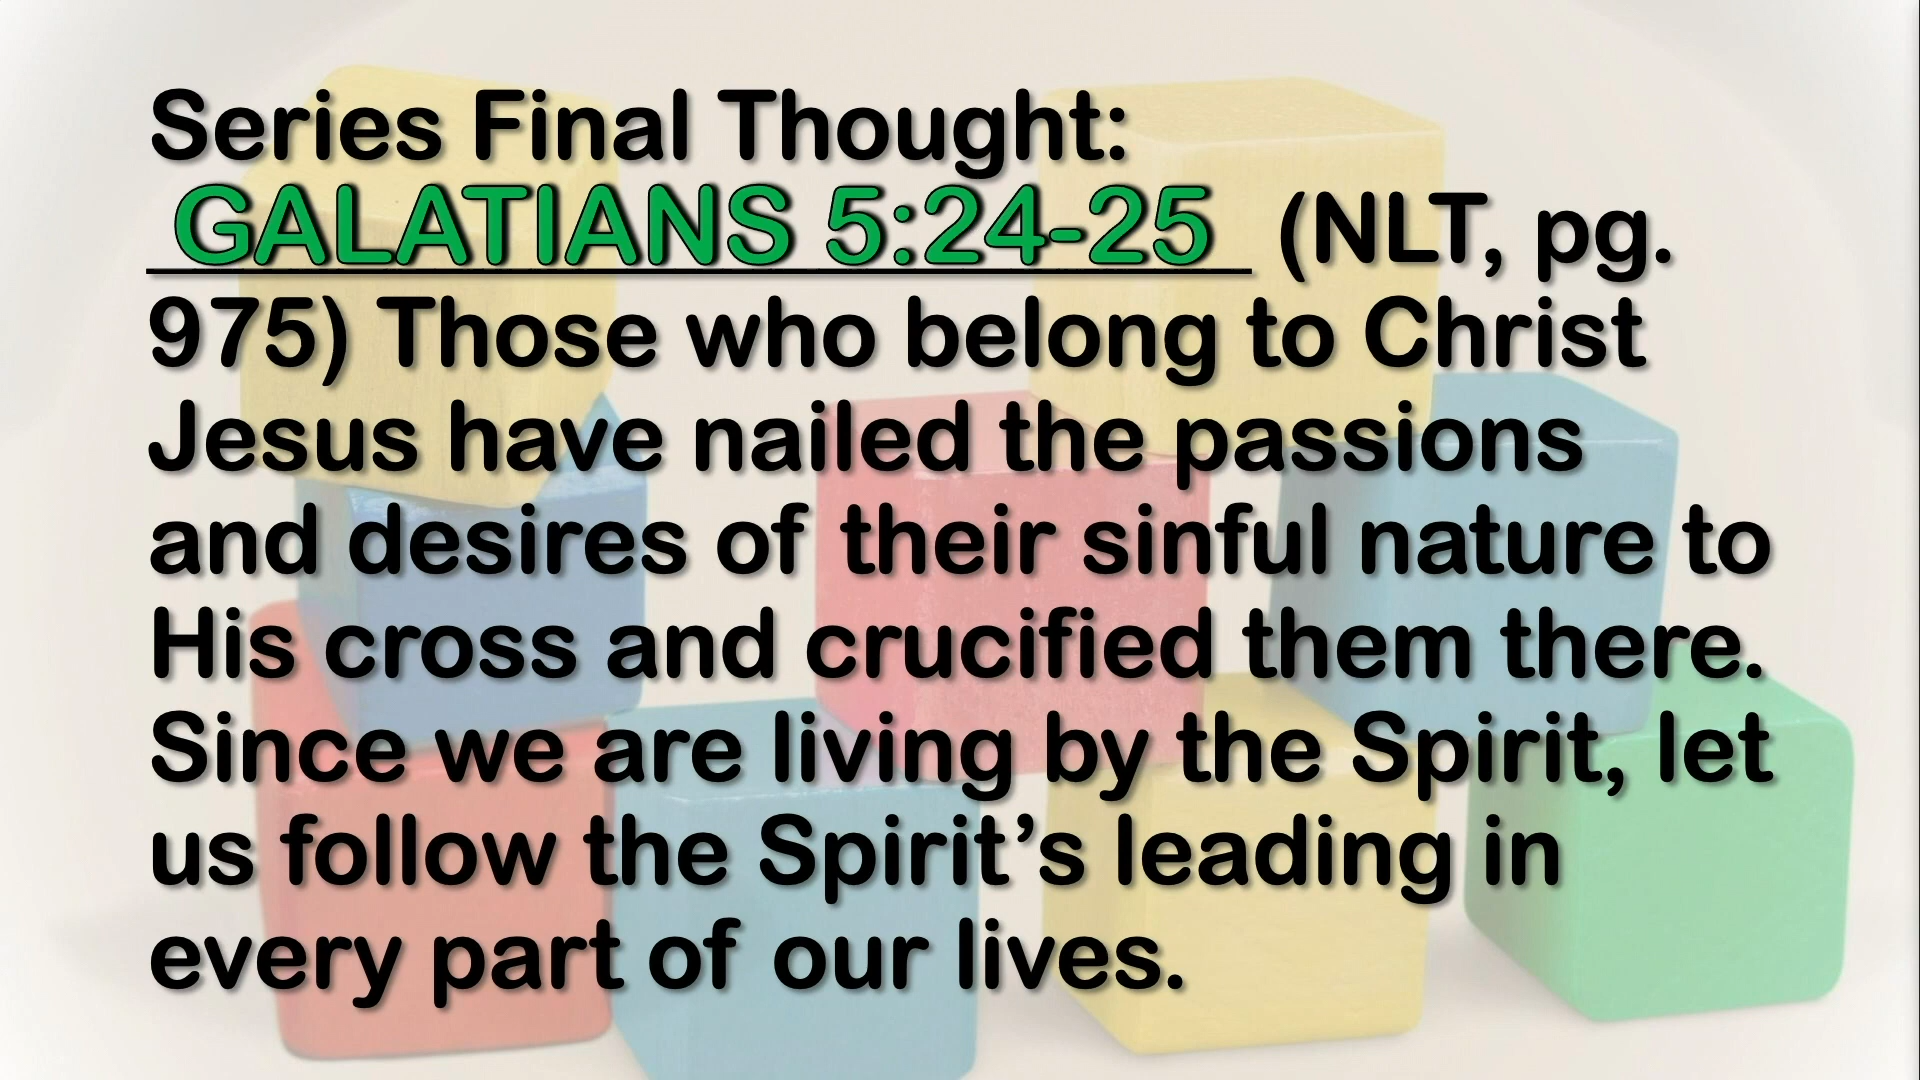 Series Final Thought:
GALATIANS 5:24-25 (NLT, pg.
975) Those who belong to Christ
Jesus have nailed the passions
and desires of their sinful nature to
His cross and crucified them there.
Since we are living by the Spirit, let
us follow the Spirit’s leading in
every part of our lives.